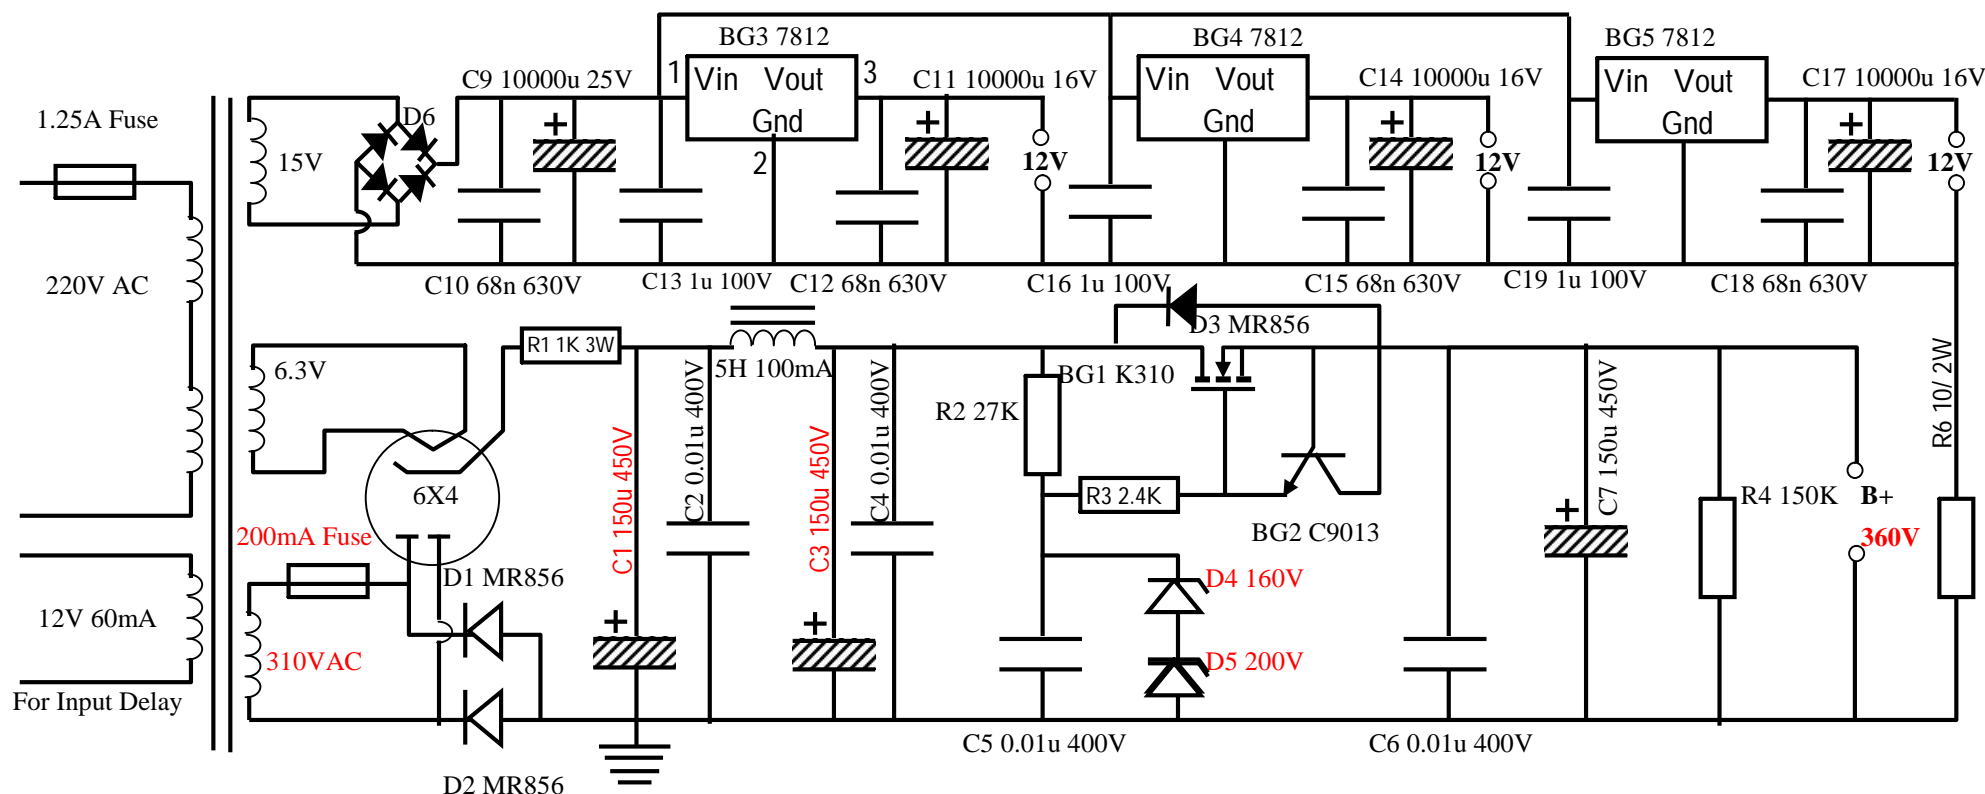 BG3 7812
BG4 7812
BG5 7812
C9 10000u 25V
1
Vin Vout
3
C11 10000u 16V
Vin Vout
C14 10000u 16V
Vin Vout
C17 10000u 16V
1.25A Fuse
D6
+
Gnd
+
Gnd
+
Gnd
+
15V
2
12V
12V
12V
220V AC
C10 68n 630V
C13 1u 100V
C12 68n 630V
C16 1u 100V
C15 68n 630V
C19 1u 100V
C18 68n 630V
D3 MR856
R1 1K 3W
6.3V
5H 100mA
BG1 K310
R2 27K
C1 150u 450V
C2 0.01u 400V
C3 150u 450V
C4 0.01u 400V
C7 150u 450V
R6 10/ 2W
6X4
R3 2.4K
R4 150K
B+
+
200mA Fuse
BG2 C9013
360V
D1 MR856
D4 160V
12V 60mA
+
+
310VAC
D5 200V
For Input Delay
C5 0.01u 400V
C6 0.01u 400V
D2 MR856